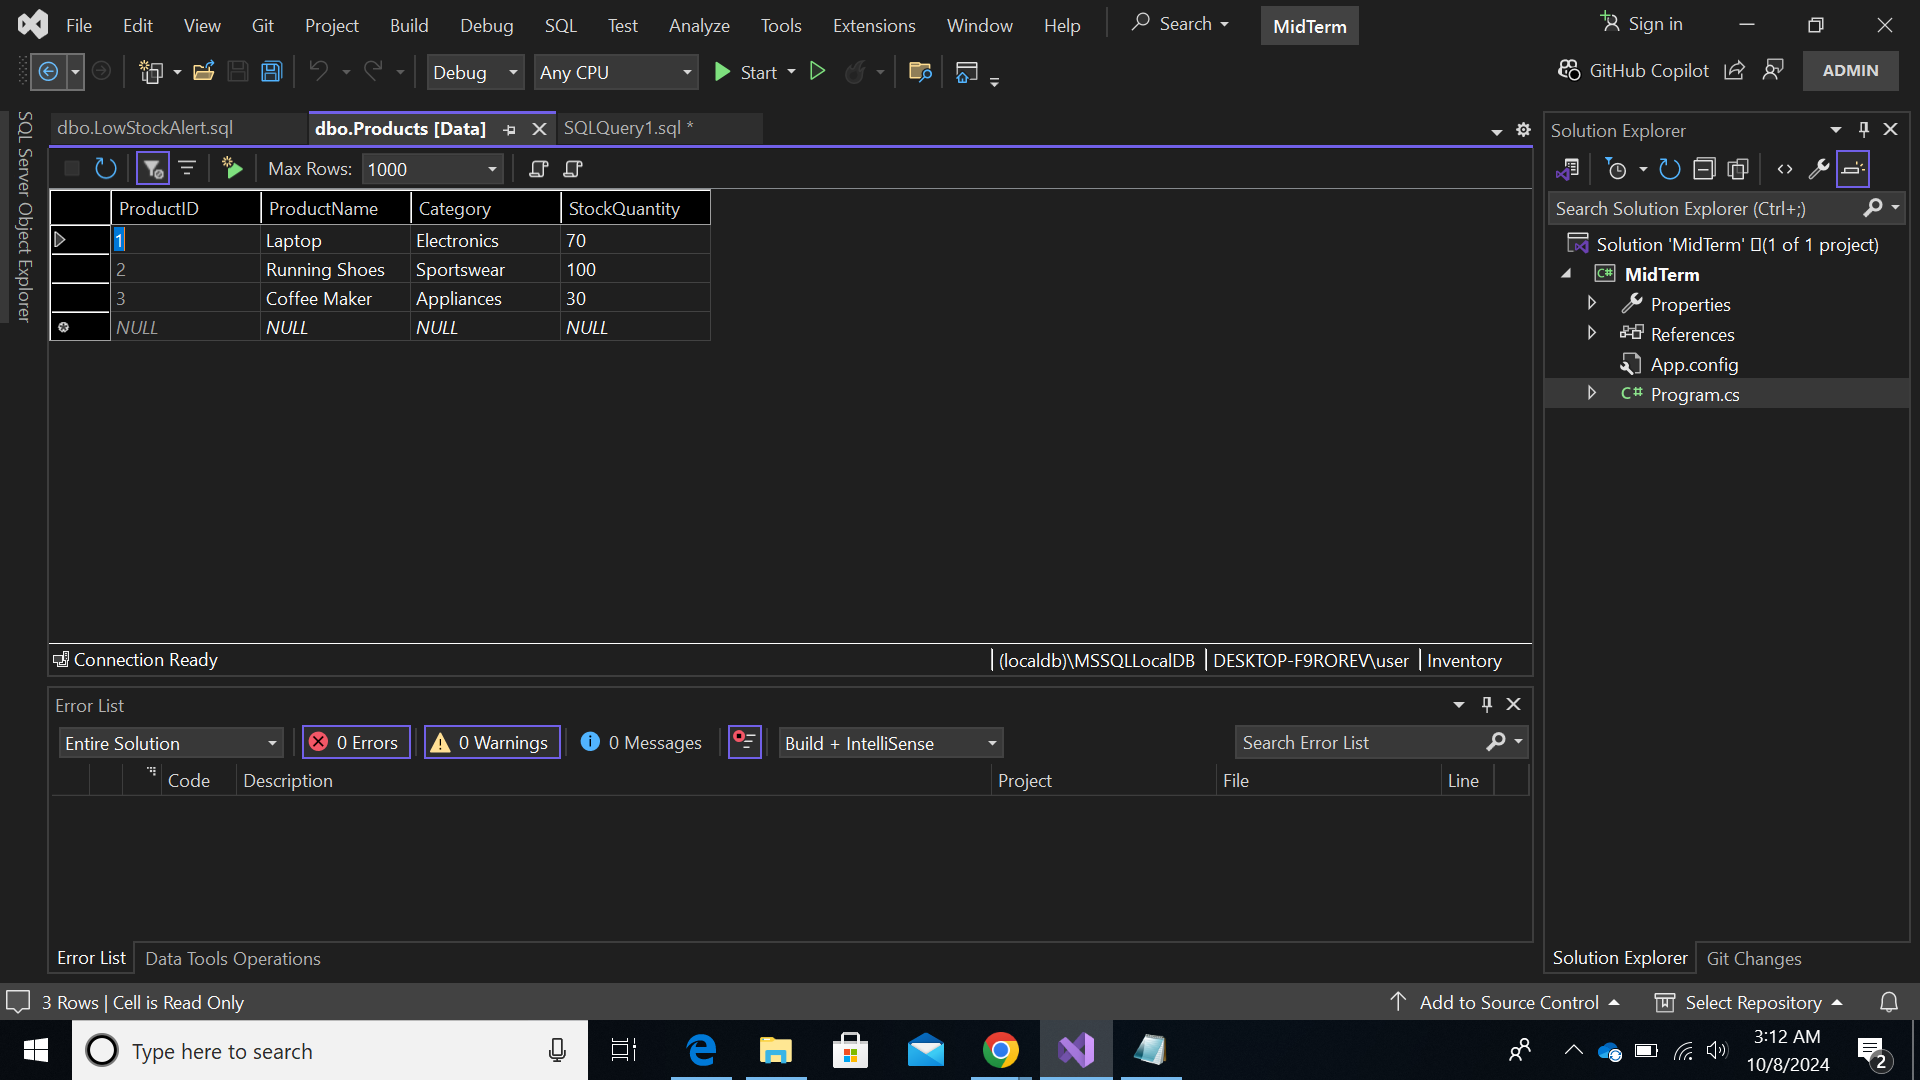 File Edit View Git Project Build Debug SQL Test Analyze Tools Extensions Window Help Search MidTerm Sign in
Debug Any CPU Start GitHub Copilot ADMIN
SQL Server Object Explorer
dbo.LowStockAlert.sql dbo.Products [Data] SQLQuery1.sql *
Max Rows: 1000
ProductID ProductName Category StockQuantity
1 Laptop Electronics 70
2 Running Shoes Sportswear 100
3 Coffee Maker Appliances 30
NULL NULL NULL NULL
Connection Ready (localdb)\MSSQLLocalDB DESKTOP-F9ROREV\user Inventory
Error List
Entire Solution 0 Errors 0 Warnings 0 Messages Build + IntelliSense Search Error List
Code Description Project File Line
Error List Data Tools Operations
Solution Explorer
Search Solution Explorer (Ctrl+;)
Solution 'MidTerm' (1 of 1 project)
C# MidTerm
Properties
References
App.config
C# Program.cs
Solution Explorer Git Changes
3 Rows | Cell is Read Only Add to Source Control Select Repository
Type here to search
3:12 AM
10/8/2024
2